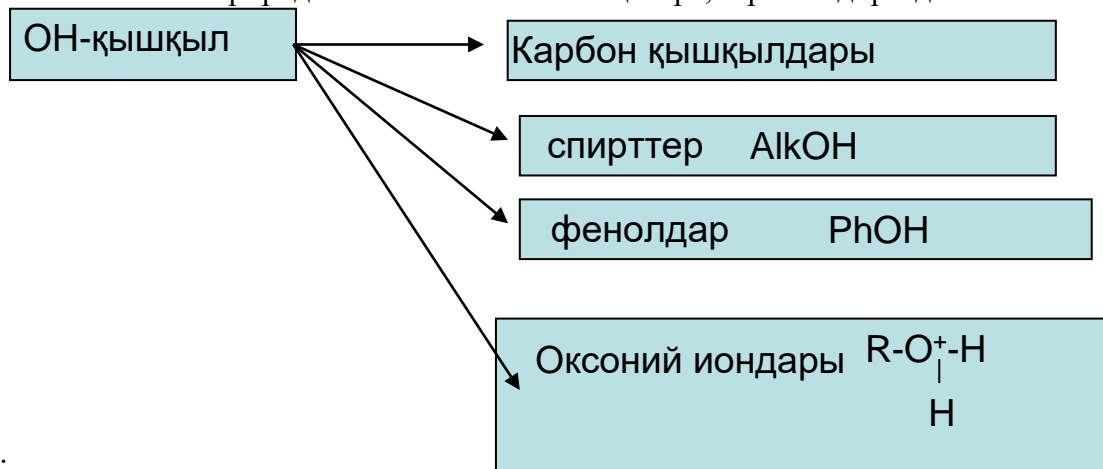 ОН-қышқыл
Карбон қышқылдары
спирттер AlkOH
фенолдар PhOH
Оксоний иондары R-O⁺-H
|
H
.